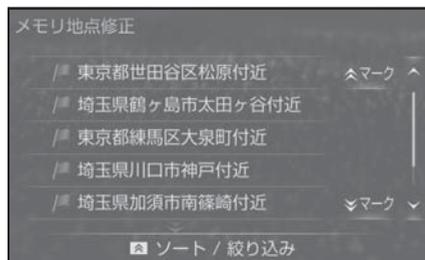 メモリ地点修正
東京都世田谷区松原付近 マーク
埼玉県鶴ヶ島市太田ヶ谷付近
東京都練馬区大泉町付近
埼玉県川口市神戸付近
埼玉県加須市南篠崎付近 マーク
ソート / 絞り込み